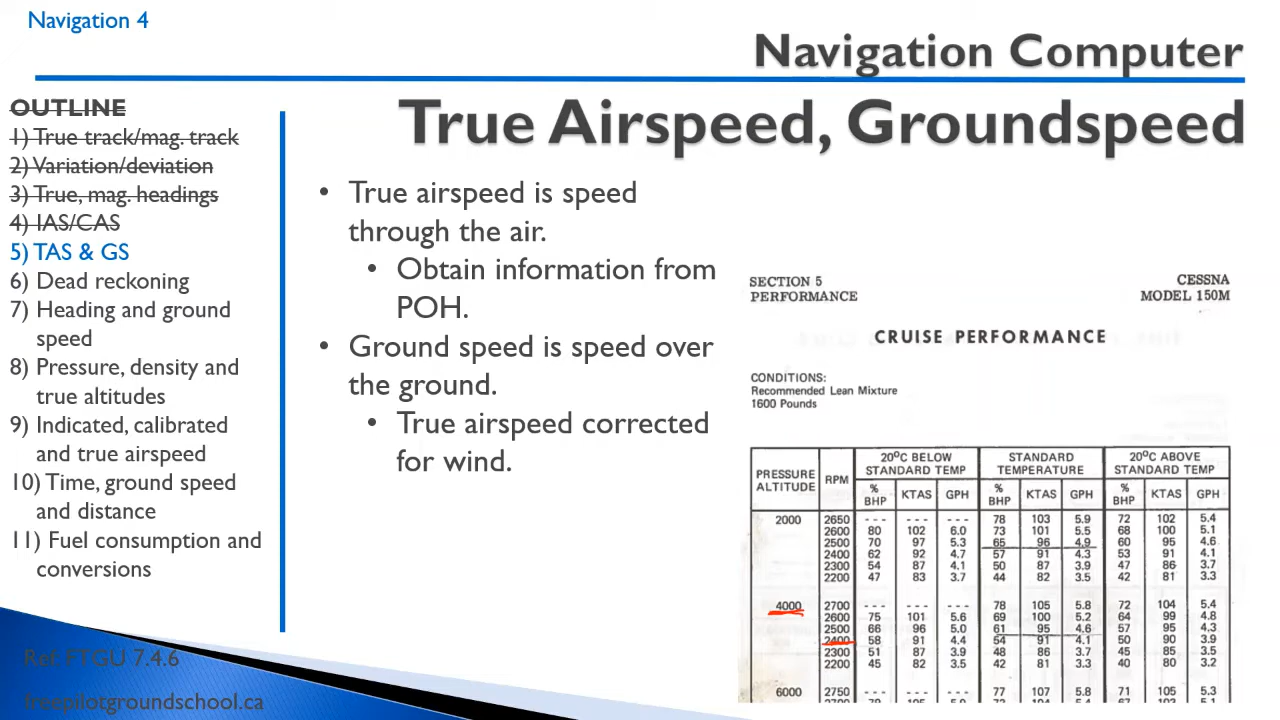 Navigation 4
Navigation Computer
True Airspeed, Groundspeed
OUTLINE
1) True track/mag. track
2) Variation/deviation
3) True, mag. headings
4) IAS/CAS
5) TAS & GS
6) Dead reckoning
7) Heading and ground
speed
8) Pressure, density and
true altitudes
9) Indicated, calibrated
and true airspeed
10) Time, ground speed
and distance
11) Fuel consumption and
conversions
• True airspeed is speed
through the air.
• Obtain information from
POH.
• Ground speed is speed over
the ground.
• True airspeed corrected
for wind.
SECTION 5
PERFORMANCE
CESSNA
MODEL 150M
CRUISE PERFORMANCE
CONDITIONS:
Recommended Lean Mixture
1600 Pounds
PRESSURE ALTITUDE RPM 20°C BELOW STANDARD TEMP STANDARD TEMPERATURE 20°C ABOVE STANDARD TEMP
% BHP KTAS GPH % BHP KTAS GPH % BHP KTAS GPH
2000 2650 --- --- --- 78 103 5.9 72 102 5.4
2600 80 102 6.0 73 101 5.5 68 100 5.1
2500 70 97 5.3 65 96 4.9 60 95 4.6
2400 62 92 4.7 57 91 4.3 53 91 4.1
2300 54 87 4.1 50 87 3.9 47 86 3.7
2200 47 83 3.7 44 82 3.5 42 81 3.3
4000 2700 --- --- --- 78 105 5.8 72 104 5.4
2600 75 101 5.6 69 100 5.2 64 99 4.8
2500 66 96 5.0 61 95 4.6 57 95 4.3
2400 58 91 4.4 54 91 4.1 50 90 3.9
2300 51 87 3.9 48 86 3.7 45 85 3.5
2200 45 82 3.5 42 81 3.3 40 80 3.2
6000 2750 --- --- --- 77 107 5.8 71 105 5.3
Ref. FTGU 7.4.6
freepilotgroundschool.ca